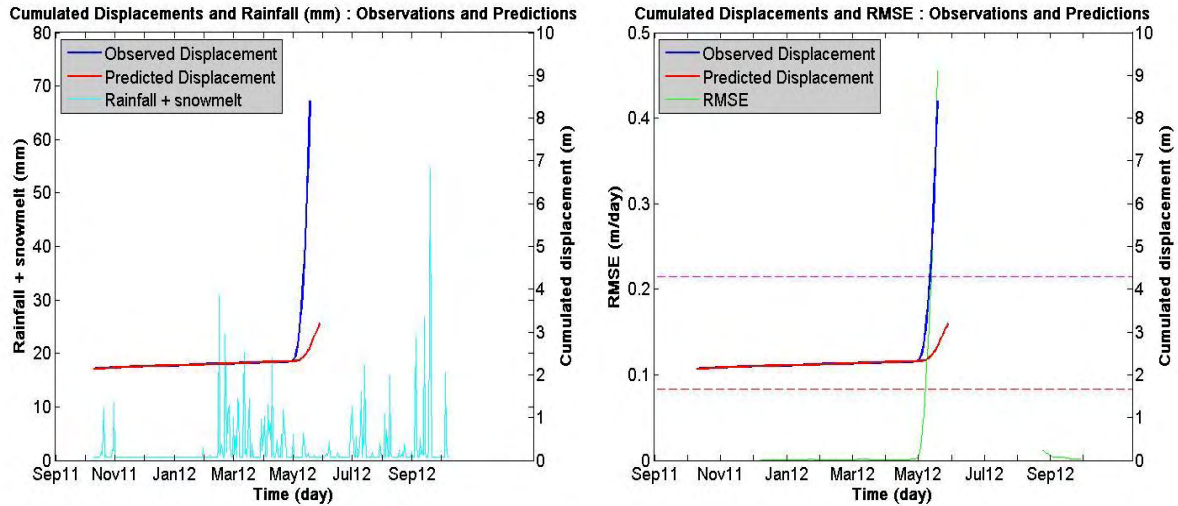 Cumulated Displacements and Rainfall (mm) : Observations and Predictions
80
70
60
50
40
30
20
10
0
Rainfall + snowmelt (mm)
Observed Displacement
Predicted Displacement
Rainfall + snowmelt
10
9
8
7
6
5
4
3
2
1
0
Cumulated displacement (m)
Sep11 Nov11 Jan12 Mar12 May12 Jul12 Sep12
Time (day)
Cumulated Displacements and RMSE : Observations and Predictions
0.5
0.4
0.3
0.2
0.1
0
RMSE (m/day)
Observed Displacement
Predicted Displacement
RMSE
10
9
8
7
6
5
4
3
2
1
0
Cumulated displacement (m)
Sep11 Nov11 Jan12 Mar12 May12 Jul12 Sep12
Time (day)